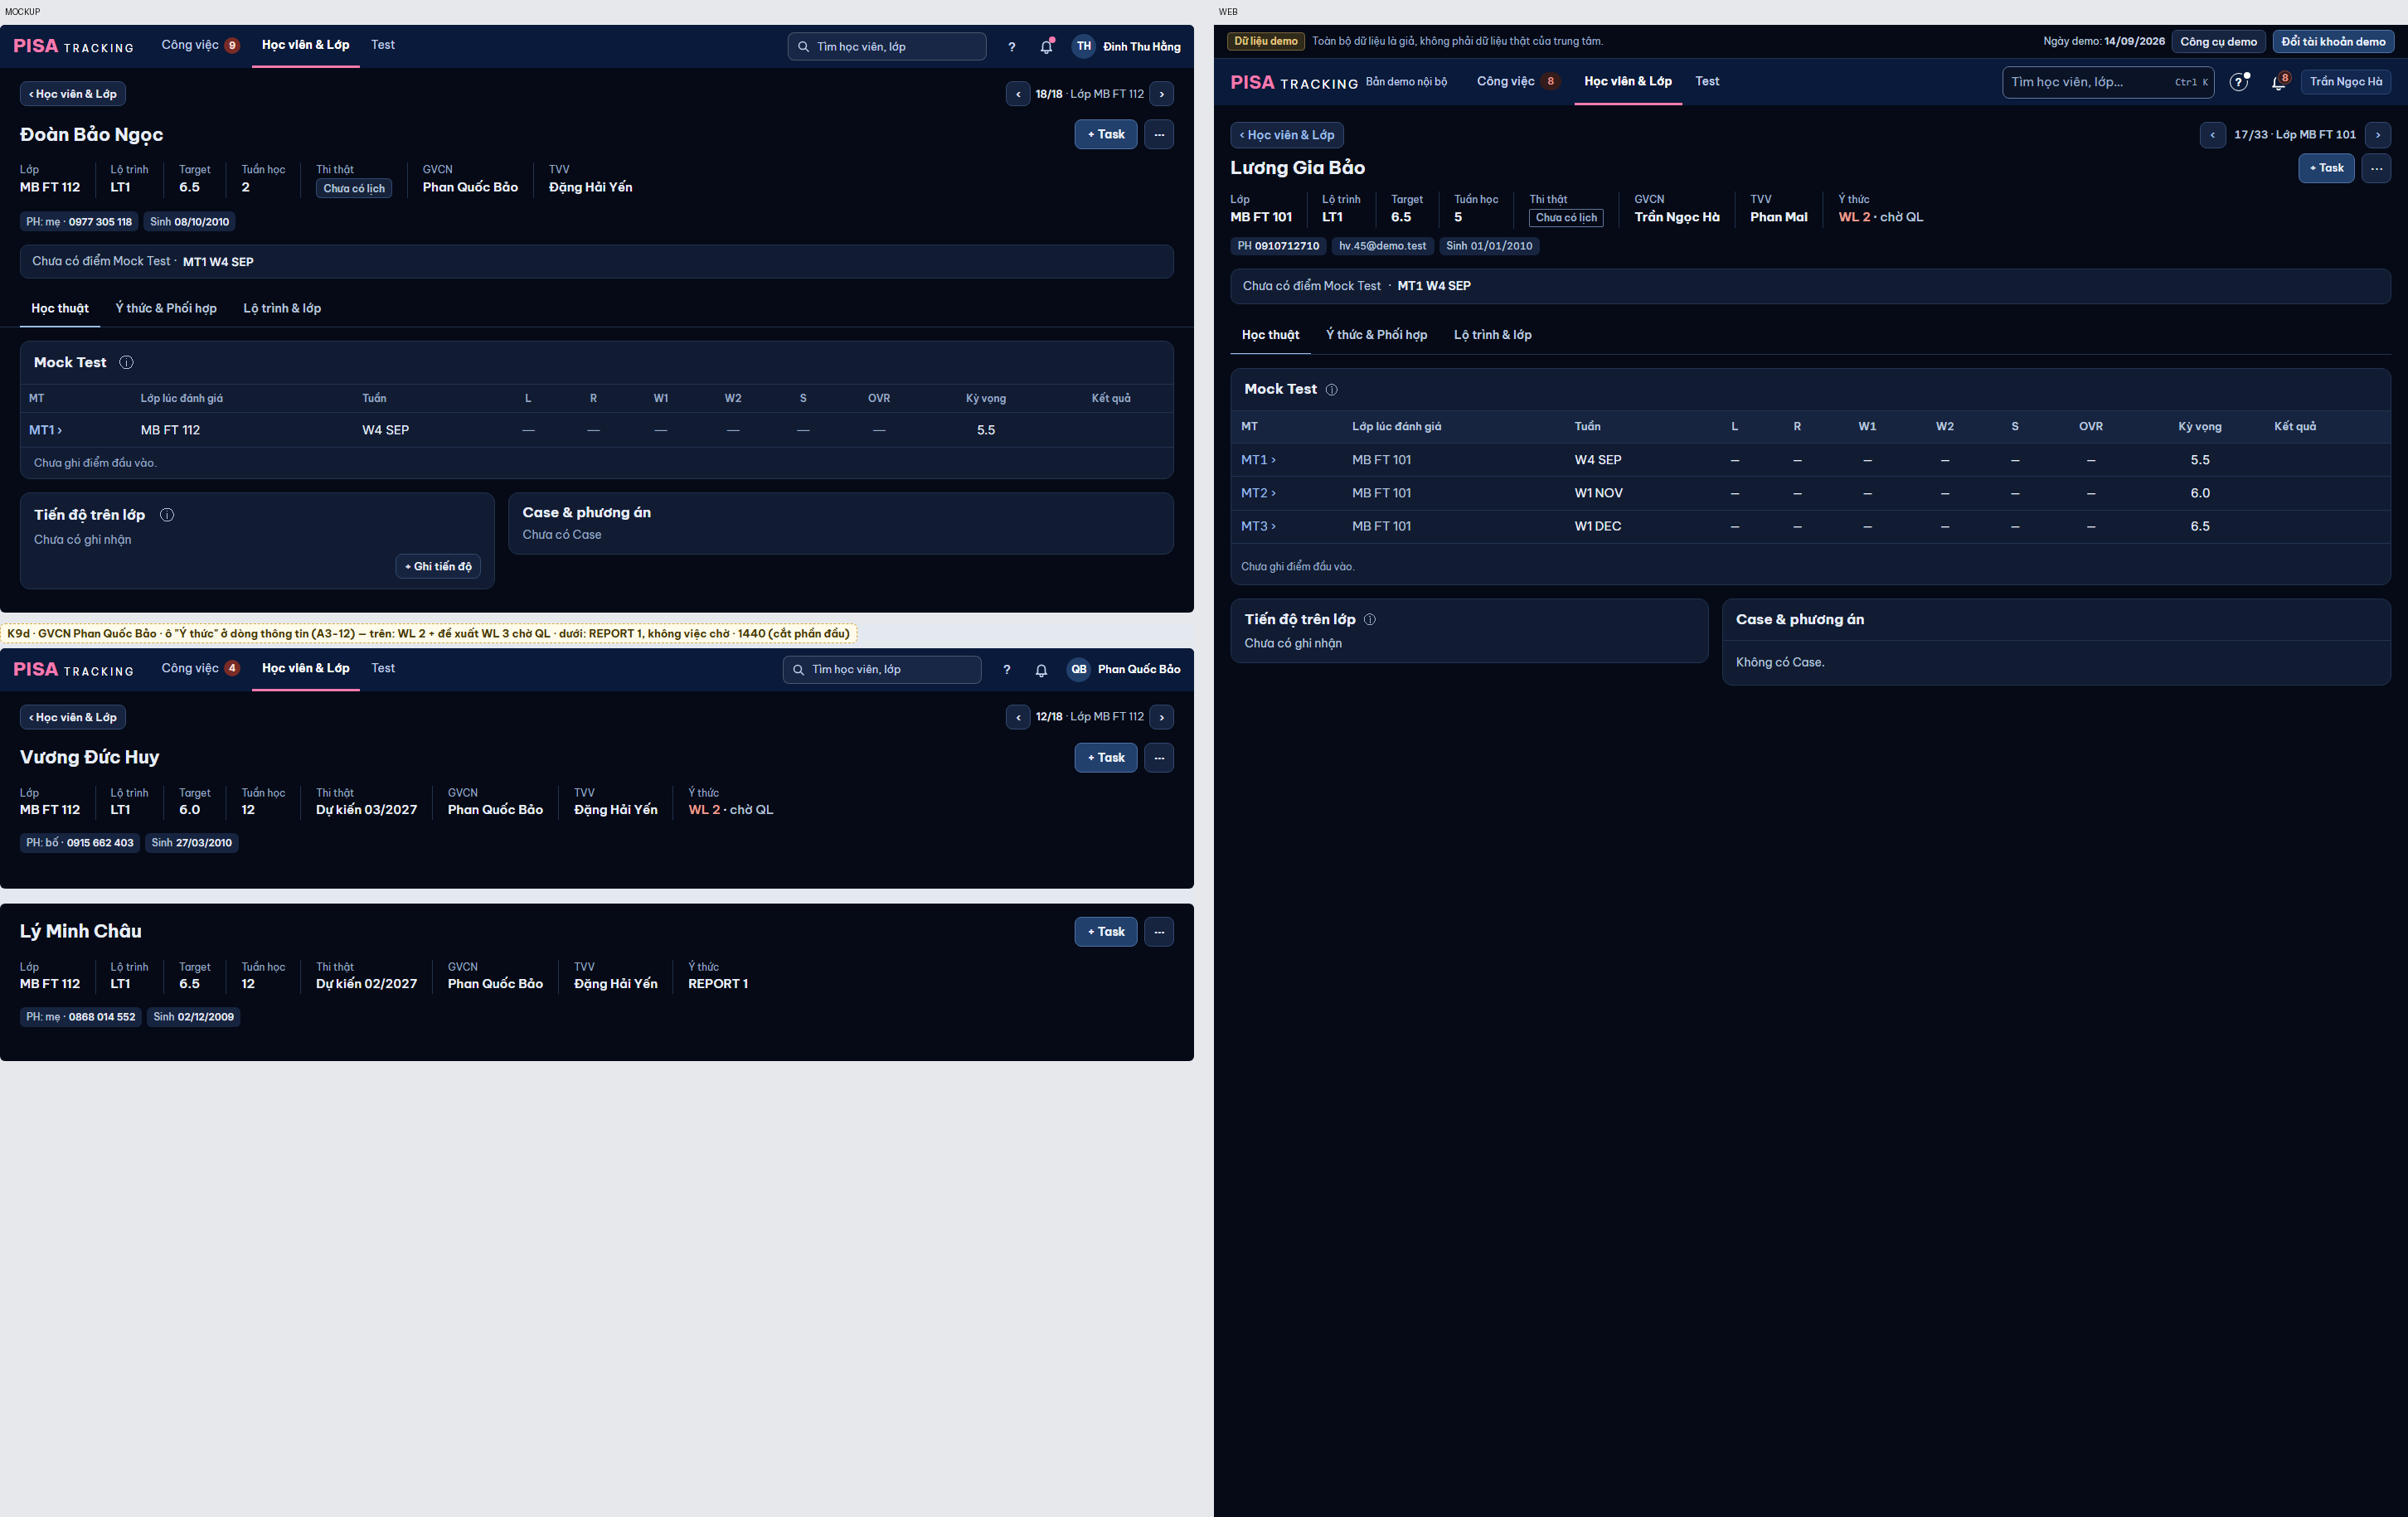 MOCKUP
PISA TRACKING Công việc 9 Học viên & Lớp Test Tìm học viên, lớp ? TH Đinh Thu Hằng
‹ Học viên & Lớp ‹ 18/18 · Lớp MB FT 112 ›
Đoàn Bảo Ngọc + Task ...
Lớp Lộ trình Target Tuần học Thi thật GVCN TVV
MB FT 112 LT1 6.5 2 Chưa có lịch Phan Quốc Bảo Đặng Hải Yến
PH: mẹ · 0977 305 118 Sinh 08/10/2010
Chưa có điểm Mock Test · MT1 W4 SEP
Học thuật Ý thức & Phối hợp Lộ trình & lớp
Mock Test ⓘ
MT Lớp lúc đánh giá Tuần L R W1 W2 S OVR Kỳ vọng Kết quả
MT1 › MB FT 112 W4 SEP — — — — — — 5.5
Chưa ghi điểm đầu vào.
Tiến độ trên lớp ⓘ
Chưa có ghi nhận
+ Ghi tiến độ
Case & phương án
Chưa có Case
K9d · GVCN Phan Quốc Bảo · ô "Ý thức" ở dòng thông tin (A3-12) — trên: WL 2 + đề xuất WL 3 chờ QL · dưới: REPORT 1, không việc chờ · 1440 (cắt phần đầu)
PISA TRACKING Công việc 4 Học viên & Lớp Test Tìm học viên, lớp ? QB Phan Quốc Bảo
‹ Học viên & Lớp ‹ 12/18 · Lớp MB FT 112 ›
Vương Đức Huy + Task ...
Lớp Lộ trình Target Tuần học Thi thật GVCN TVV Ý thức
MB FT 112 LT1 6.0 12 Dự kiến 03/2027 Phan Quốc Bảo Đặng Hải Yến WL 2 · chờ QL
PH: bố · 0915 662 403 Sinh 27/03/2010
Lý Minh Châu + Task ...
Lớp Lộ trình Target Tuần học Thi thật GVCN TVV Ý thức
MB FT 112 LT1 6.5 12 Dự kiến 02/2027 Phan Quốc Bảo Đặng Hải Yến REPORT 1
PH: mẹ · 0868 014 552 Sinh 02/12/2009
WEB
Dữ liệu demo Toàn bộ dữ liệu là giả, không phải dữ liệu thật của trung tâm. Ngày demo: 14/09/2026 Công cụ demo Đổi tài khoản demo
PISA TRACKING Bản demo nội bộ Công việc 8 Học viên & Lớp Test Tìm học viên, lớp... Ctrl K ? 8 Trần Ngọc Hà
‹ Học viên & Lớp ‹ 17/33 · Lớp MB FT 101 ›
Lương Gia Bảo + Task ...
Lớp Lộ trình Target Tuần học Thi thật GVCN TVV Ý thức
MB FT 101 LT1 6.5 5 Chưa có lịch Trần Ngọc Hà Phan Mai WL 2 · chờ QL
PH 0910712710 hv.45@demo.test Sinh 01/01/2010
Chưa có điểm Mock Test · MT1 W4 SEP
Học thuật Ý thức & Phối hợp Lộ trình & lớp
Mock Test ⓘ
MT Lớp lúc đánh giá Tuần L R W1 W2 S OVR Kỳ vọng Kết quả
MT1 › MB FT 101 W4 SEP — — — — — — 5.5
MT2 › MB FT 101 W1 NOV — — — — — — 6.0
MT3 › MB FT 101 W1 DEC — — — — — — 6.5
Chưa ghi điểm đầu vào.
Tiến độ trên lớp ⓘ
Chưa có ghi nhận
Case & phương án
Không có Case.